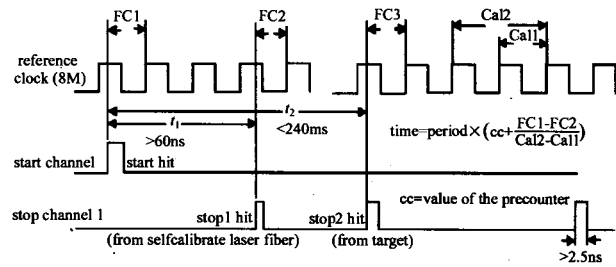 FC1 FC2 FC3 Cal2
Cal1
reference
clock (8M)
t2
t1 <240ms
>60ns
time=period×(cc+FC1-FC2/Cal2-Cal1)
start channel start hit
cc=value of the precounter
stop channel 1 stop1 hit stop2 hit
(from selfcalibrate laser fiber) (from target)
>2.5ns